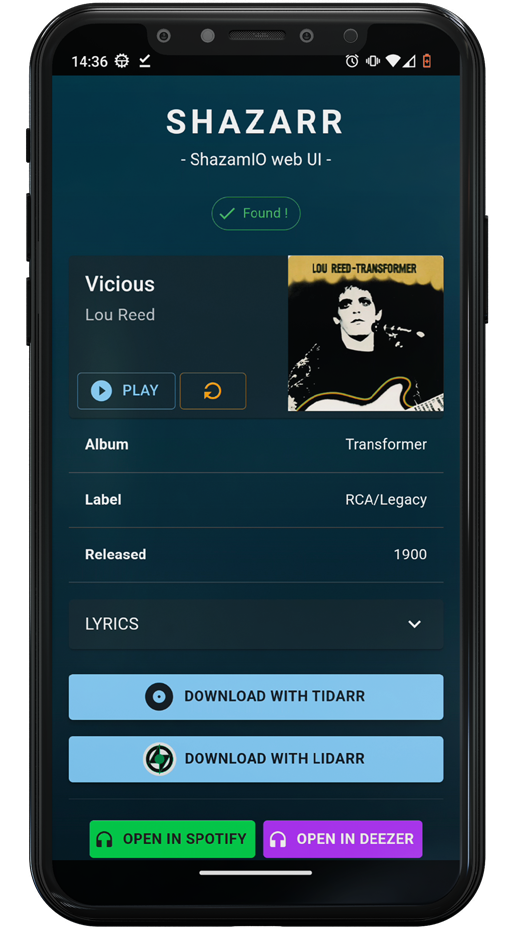 14:36
SHAZARR
- ShazamIO web UI -
Found !
Vicious
Lou Reed
LOU REED-TRANSFORMER
PLAY
Album Transformer
Label RCA/Legacy
Released 1900
LYRICS
DOWNLOAD WITH TIDARR
DOWNLOAD WITH LIDARR
OPEN IN SPOTIFY OPEN IN DEEZER